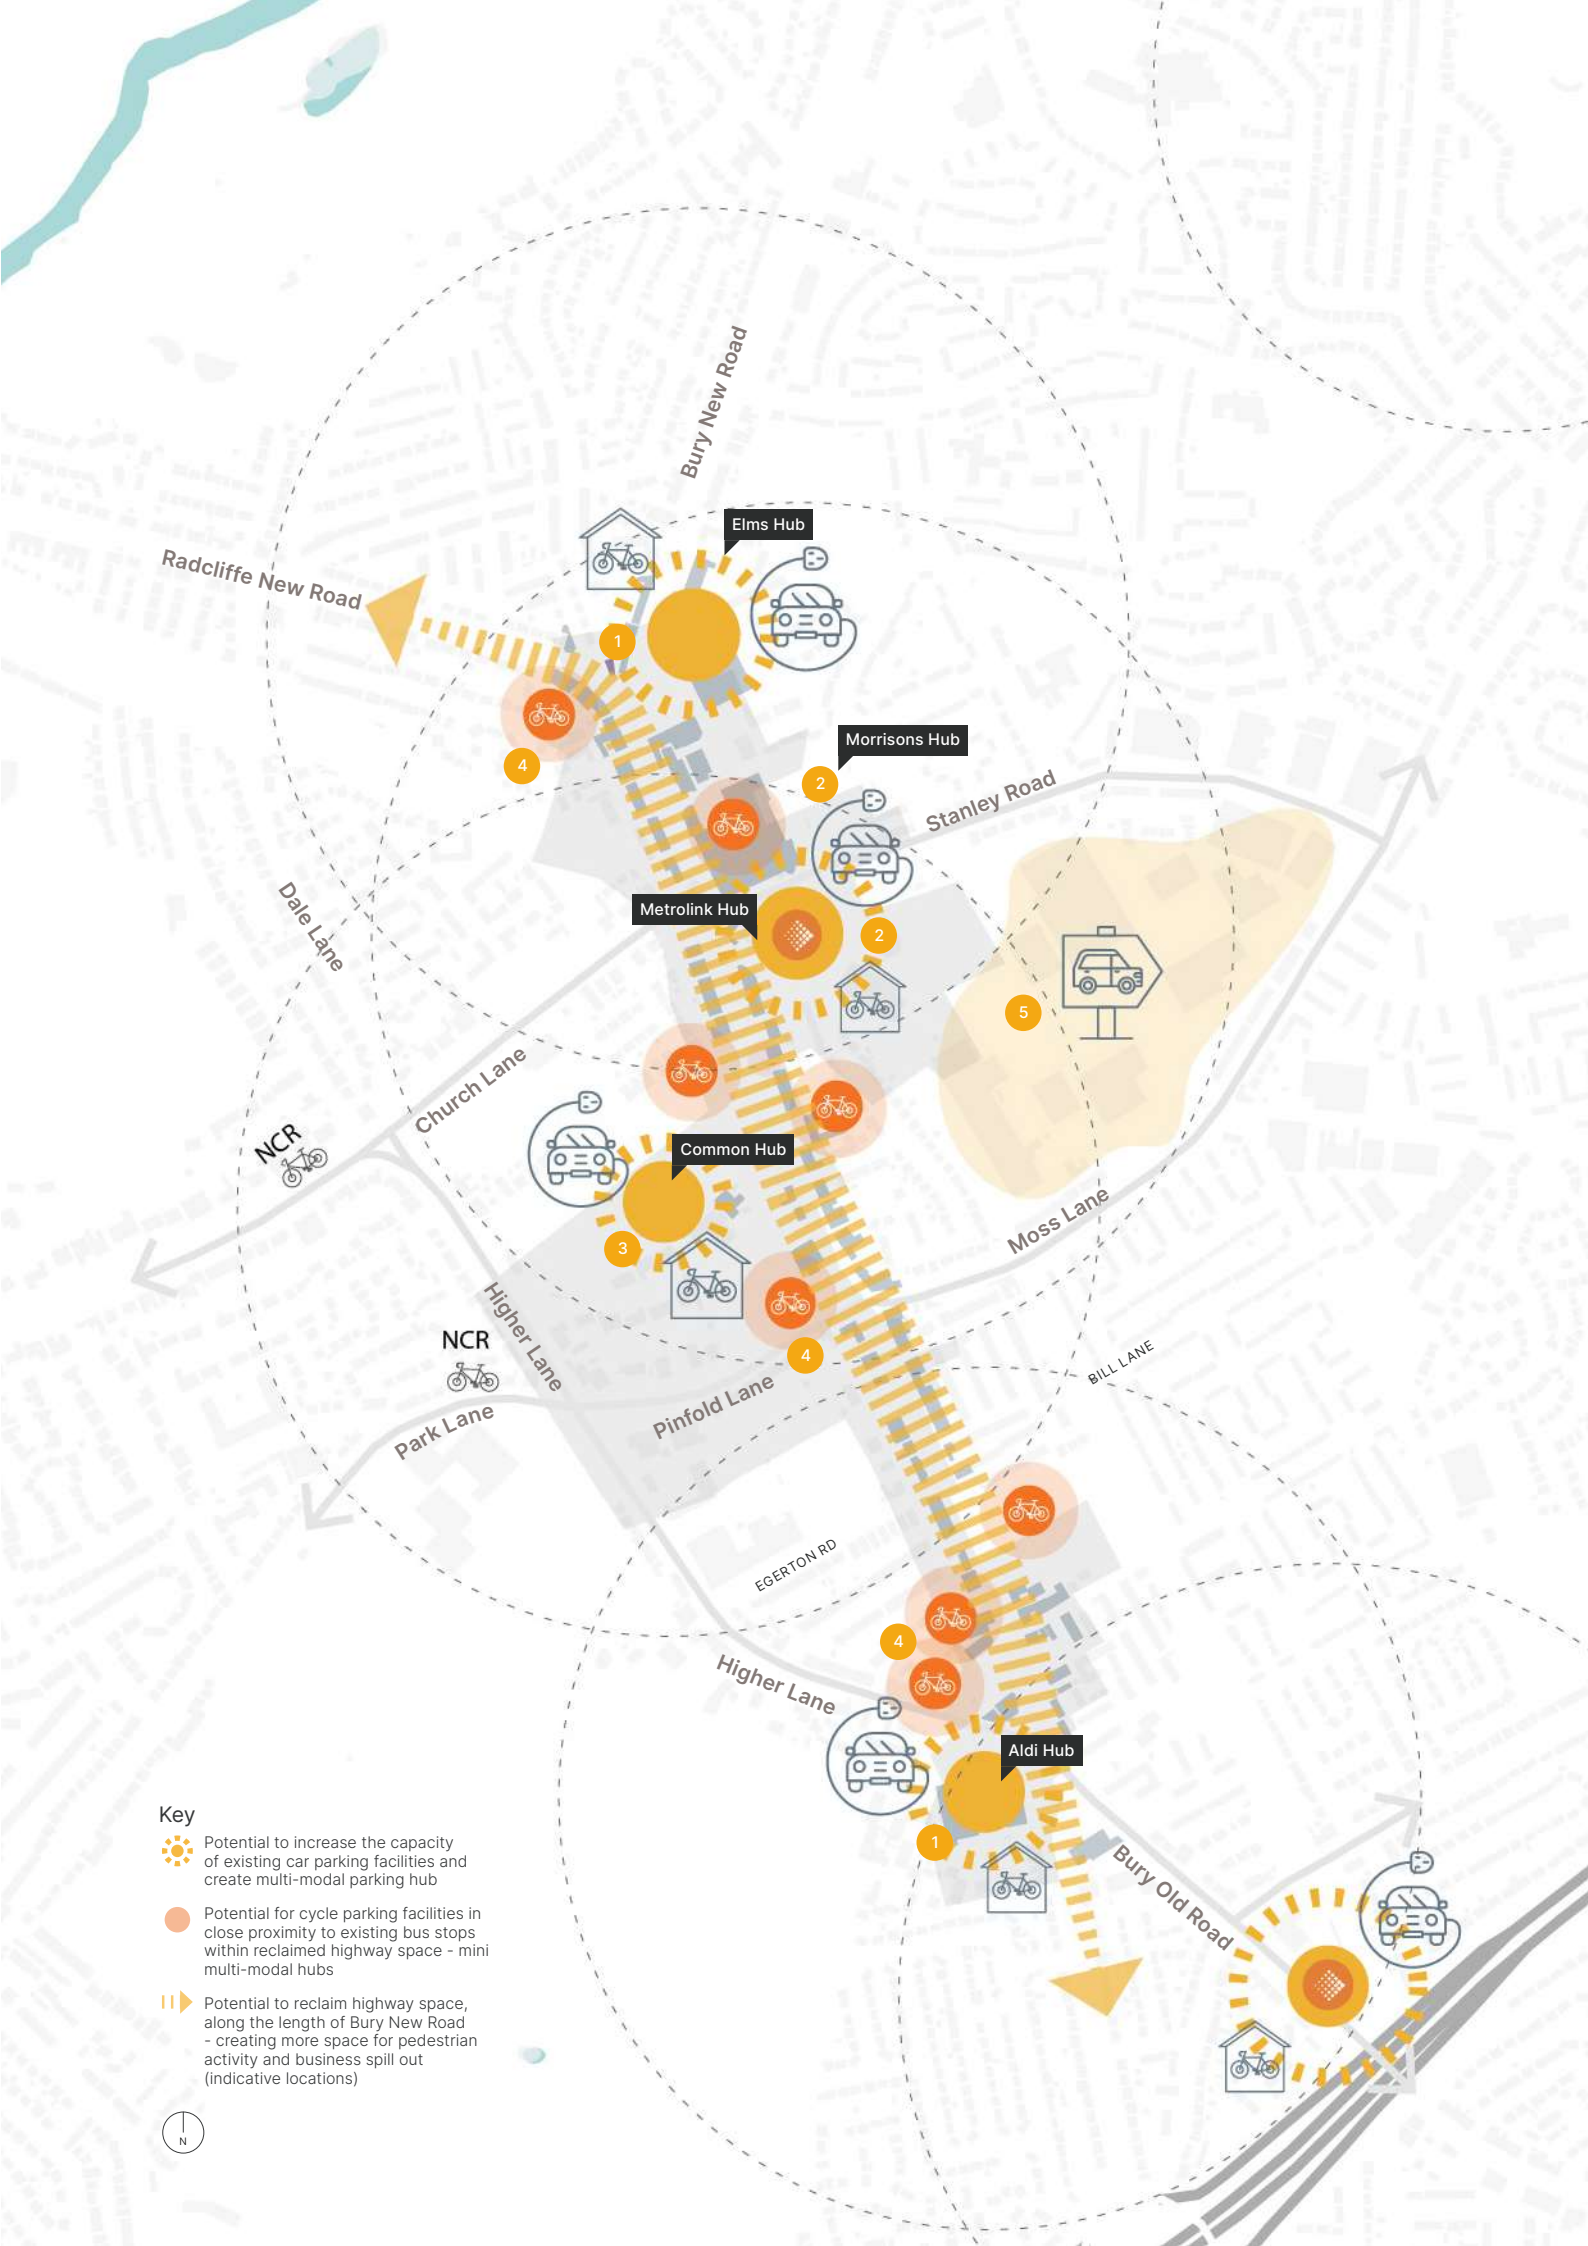 Bury New Road
Elms Hub
Radcliffe New Road
1
4
Morrisons Hub
2
Stanley Road
Dale Lane
Metrolink Hub
2
5
Church Lane
NCR
Common Hub
3
Moss Lane
Higher Lane
NCR
4
BILL LANE
Pinfold Lane
Park Lane
EGERTON RD
4
Higher Lane
Aldi Hub
1
Bury Old Road
Key
Potential to increase the capacity
of existing car parking facilities and
create multi-modal parking hub
Potential for cycle parking facilities in
close proximity to existing bus stops
within reclaimed highway space - mini
multi-modal hubs
Potential to reclaim highway space,
along the length of Bury New Road
- creating more space for pedestrian
activity and business spill out
(indicative locations)
N